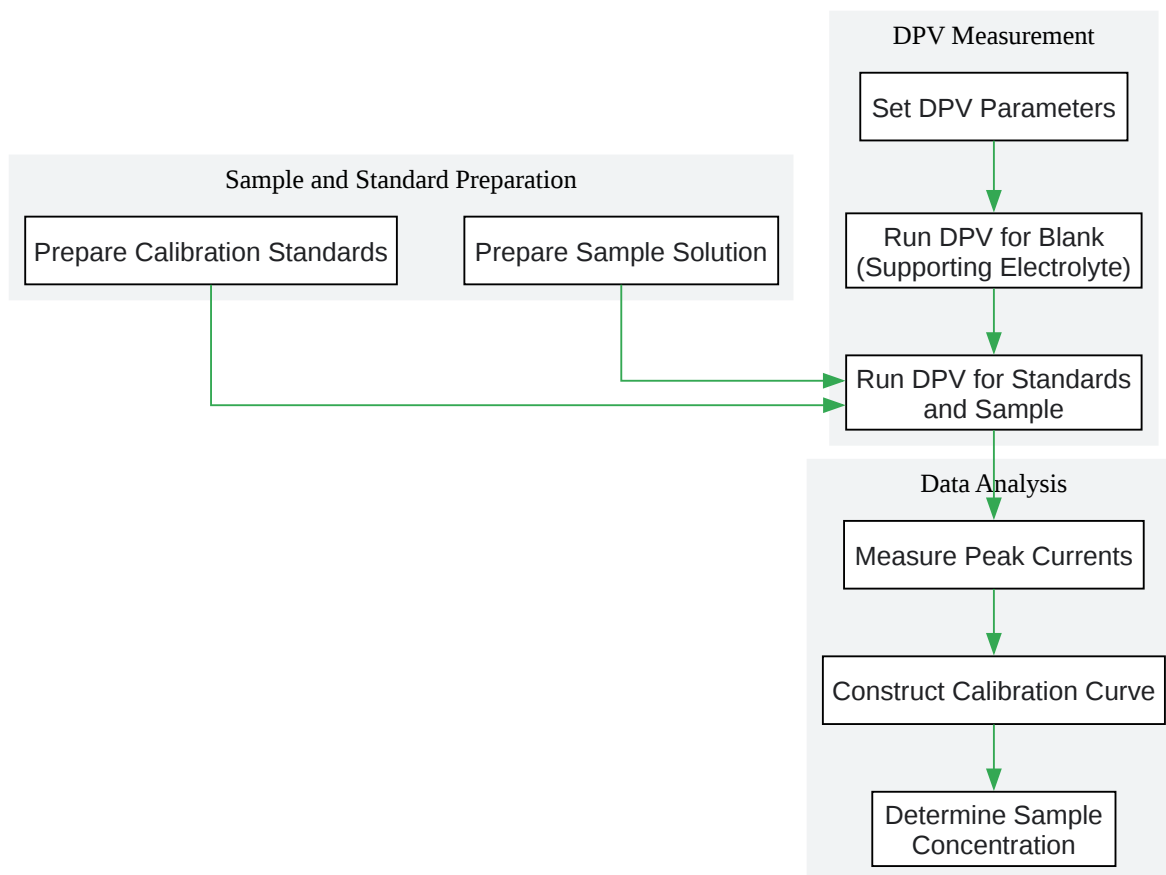 DPV Measurement
Set DPV Parameters
Sample and Standard Preparation
Prepare Calibration Standards
Prepare Sample Solution
Run DPV for Blank
(Supporting Electrolyte)
Run DPV for Standards
and Sample
Data Analysis
Measure Peak Currents
Construct Calibration Curve
Determine Sample
Concentration